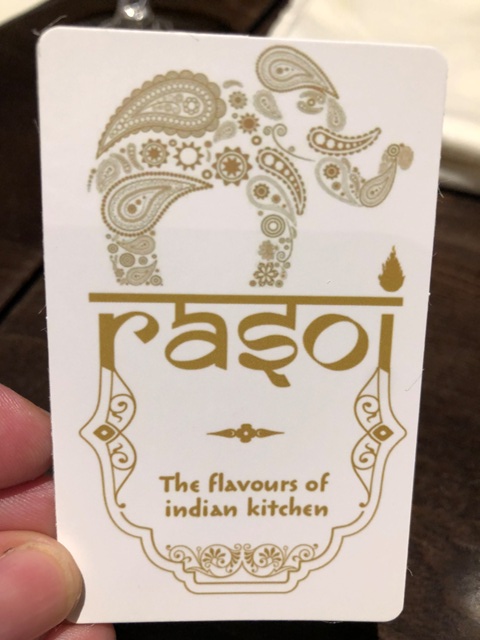 rasoi
The flavours of
indian kitchen